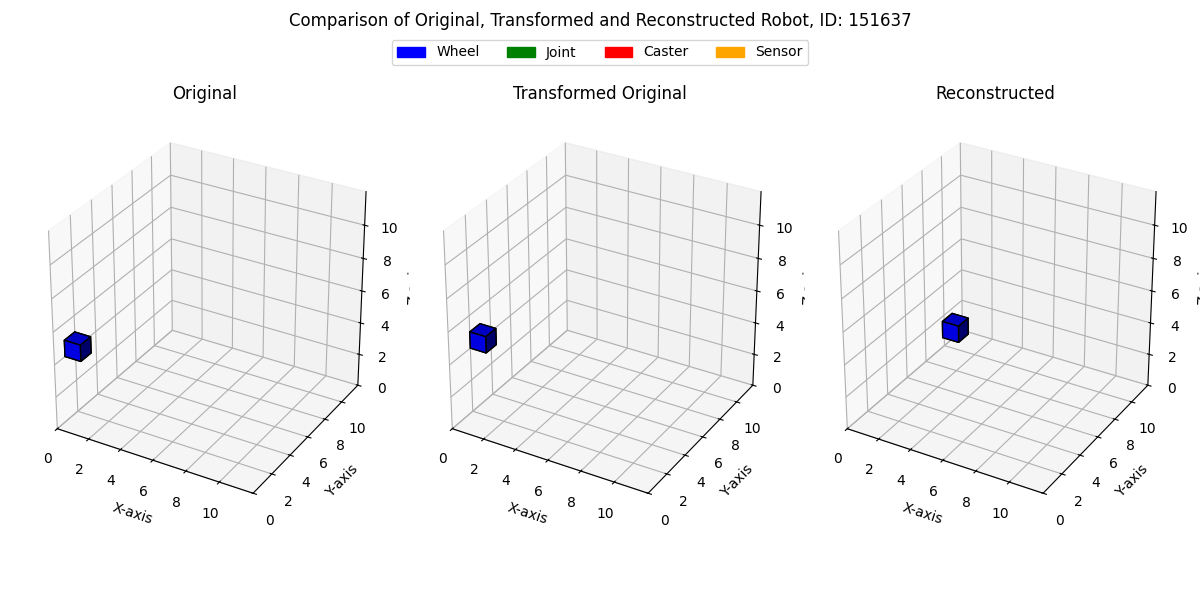 Comparison of Original, Transformed and Reconstructed Robot, ID: 151637
Wheel Joint Caster Sensor
Original Transformed Original Reconstructed
10 8 6 4 2 0
0 2 4 6 8 10
0 2 4 6 8 10
X-axis Y-axis
10 8 6 4 2 0
0 2 4 6 8 10
0 2 4 6 8 10
X-axis Y-axis
10 8 6 4 2 0
0 2 4 6 8 10
0 2 4 6 8 10
X-axis Y-axis